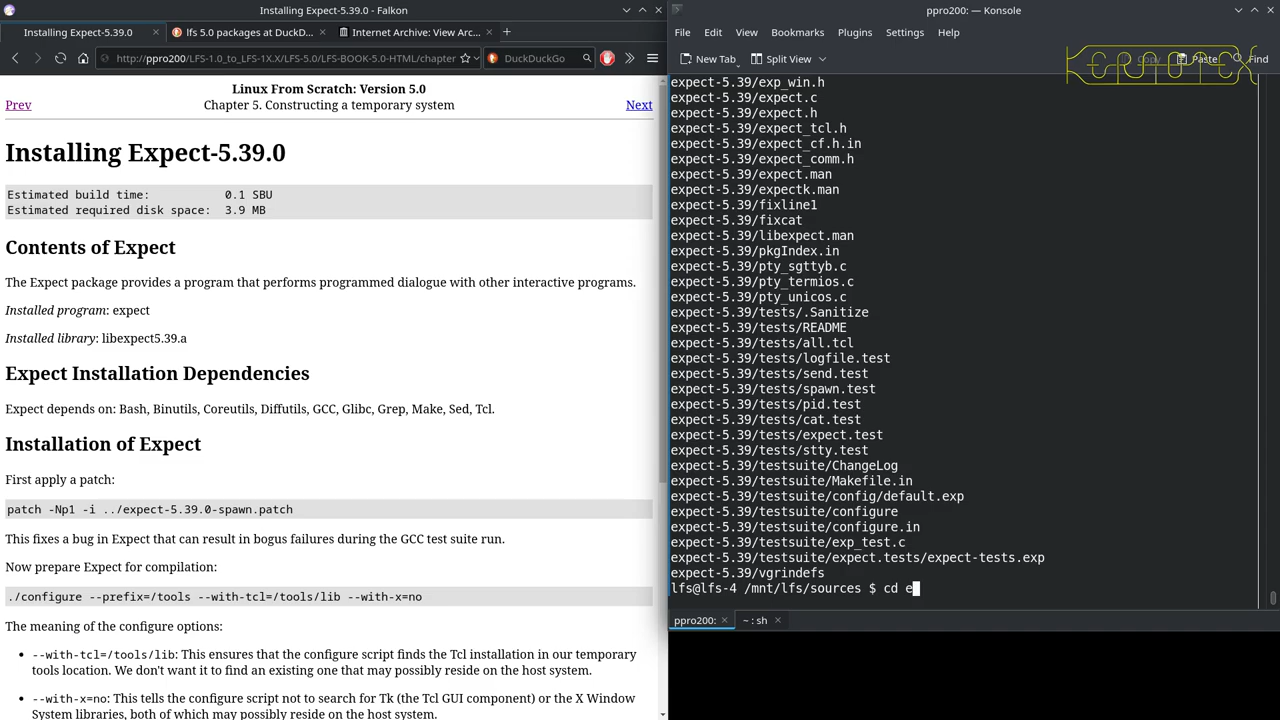 Installing Expect-5.39.0 - Falkon
Installing Expect-5.39.0
lfs 5.0 packages at DuckD...
Internet Archive: View Arc...
http://ppro200/LFS-1.0_to_LFS-1X.X/LFS-5.0/LFS-BOOK-5.0-HTML/chapter
DuckDuckGo
Linux From Scratch: Version 5.0
Prev
Chapter 5. Constructing a temporary system
Next
Installing Expect-5.39.0
Estimated build time: 0.1 SBU
Estimated required disk space: 3.9 MB
Contents of Expect
The Expect package provides a program that performs programmed dialogue with other interactive programs.
Installed program: expect
Installed library: libexpect5.39.a
Expect Installation Dependencies
Expect depends on: Bash, Binutils, Coreutils, Diffutils, GCC, Glibc, Grep, Make, Sed, Tcl.
Installation of Expect
First apply a patch:
patch -Np1 -i ../expect-5.39.0-spawn.patch
This fixes a bug in Expect that can result in bogus failures during the GCC test suite run.
Now prepare Expect for compilation:
./configure --prefix=/tools --with-tcl=/tools/lib --with-x=no
The meaning of the configure options:
• --with-tcl=/tools/lib: This ensures that the configure script finds the Tcl installation in our temporary
tools location. We don't want it to find an existing one that may possibly reside on the host system.
• --with-x=no: This tells the configure script not to search for Tk (the Tcl GUI component) or the X Window
System libraries, both of which may possibly reside on the host system.
ppro200: — Konsole
File Edit View Bookmarks Plugins Settings Help
New Tab Split View Copy Paste Find
expect-5.39/exp_win.h
expect-5.39/expect.c
expect-5.39/expect.h
expect-5.39/expect_tcl.h
expect-5.39/expect_cf.h.in
expect-5.39/expect_comm.h
expect-5.39/expect.man
expect-5.39/expectk.man
expect-5.39/fixline1
expect-5.39/fixcat
expect-5.39/libexpect.man
expect-5.39/pkgIndex.in
expect-5.39/pty_sgttyb.c
expect-5.39/pty_termios.c
expect-5.39/pty_unicos.c
expect-5.39/tests/.Sanitize
expect-5.39/tests/README
expect-5.39/tests/all.tcl
expect-5.39/tests/logfile.test
expect-5.39/tests/send.test
expect-5.39/tests/spawn.test
expect-5.39/tests/pid.test
expect-5.39/tests/cat.test
expect-5.39/tests/expect.test
expect-5.39/tests/stty.test
expect-5.39/testsuite/ChangeLog
expect-5.39/testsuite/Makefile.in
expect-5.39/testsuite/config/default.exp
expect-5.39/testsuite/configure
expect-5.39/testsuite/configure.in
expect-5.39/testsuite/exp_test.c
expect-5.39/testsuite/expect.tests/expect-tests.exp
expect-5.39/vgrindefs
lfs@lfs-4 /mnt/lfs/sources $ cd e
ppro200:
~ : sh